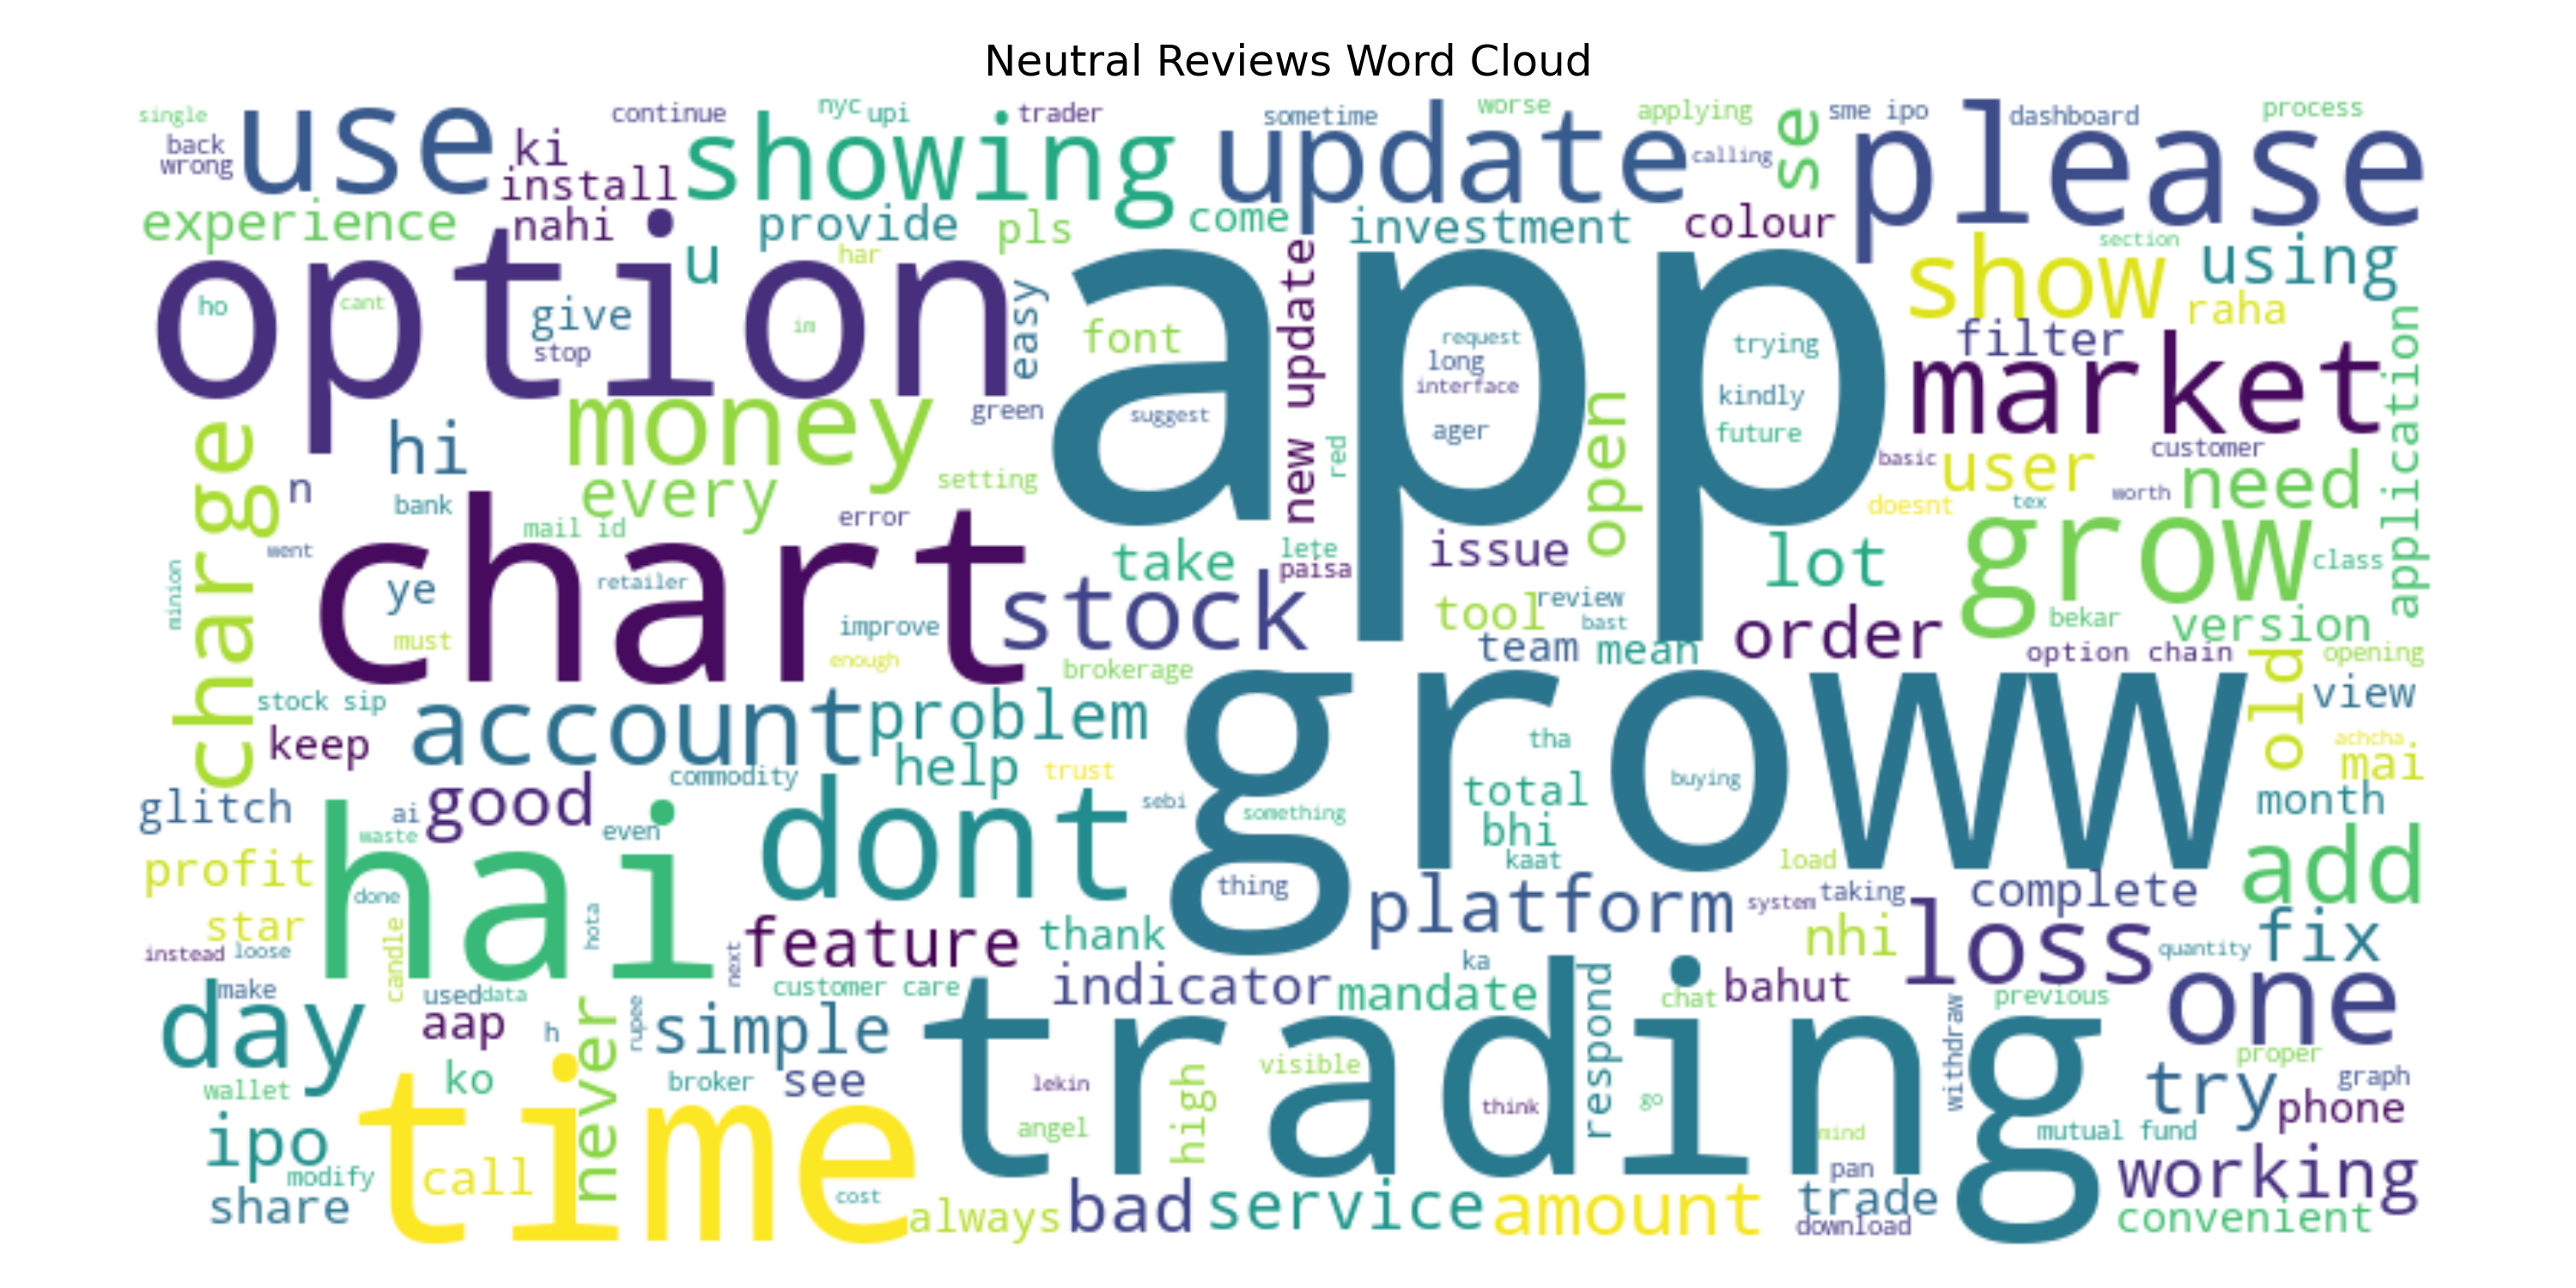 Neutral Reviews Word Cloud
single
back
wrong
use
ki
install
continue
showing
nyc
upi
trader
update
sometime
worse
applying
calling
se
sme ipo
please
dashboard
process
experience
nahi
u
provide
har
pls
come
investment
colour
show
section
using
raha
option
ho
cant
give
stop
im
easy
font
app
suggest
new update
red
request
long
interface
ager
open
trying
kindly
future
filter
market
application
customer
basic
user
doesnt
tex
worth
need
charge
hi
n
bank
went
minion
money
every
mail id
green
setting
error
chart
ye
must
retailer
improve
enough
take
lete
paisa
stock
brokerage
issue
tool
review
bast
team
mean
lot
order
grow
class
bekar
version
option chain
opening
old
view
stock sip
keep
account
problem
help
commodity
trust
sebi
groww
something
thing
tha
total
bhi
kaat
buying
load
achcha
mai
month
glitch
ai
waste
good
even
hai
done
candle
hota
profit
star
instead
loose
dont
next
feature
thank
platform
system
taking
nhi
complete
loss
add
quantity
fix
one
day
make
used
data
aap
h
never
rupee
simple
customer care
indicator
ka
mandate
respond
chat
bahut
withdraw
previous
proper
try
graph
phone
wallet
ko
broker
see
lekin
angel
high
visible
trading
think
go
mind
pan
mutual fund
ipo
modify
share
time
call
cost
always
bad
service
amount
trade
download
working
convenient